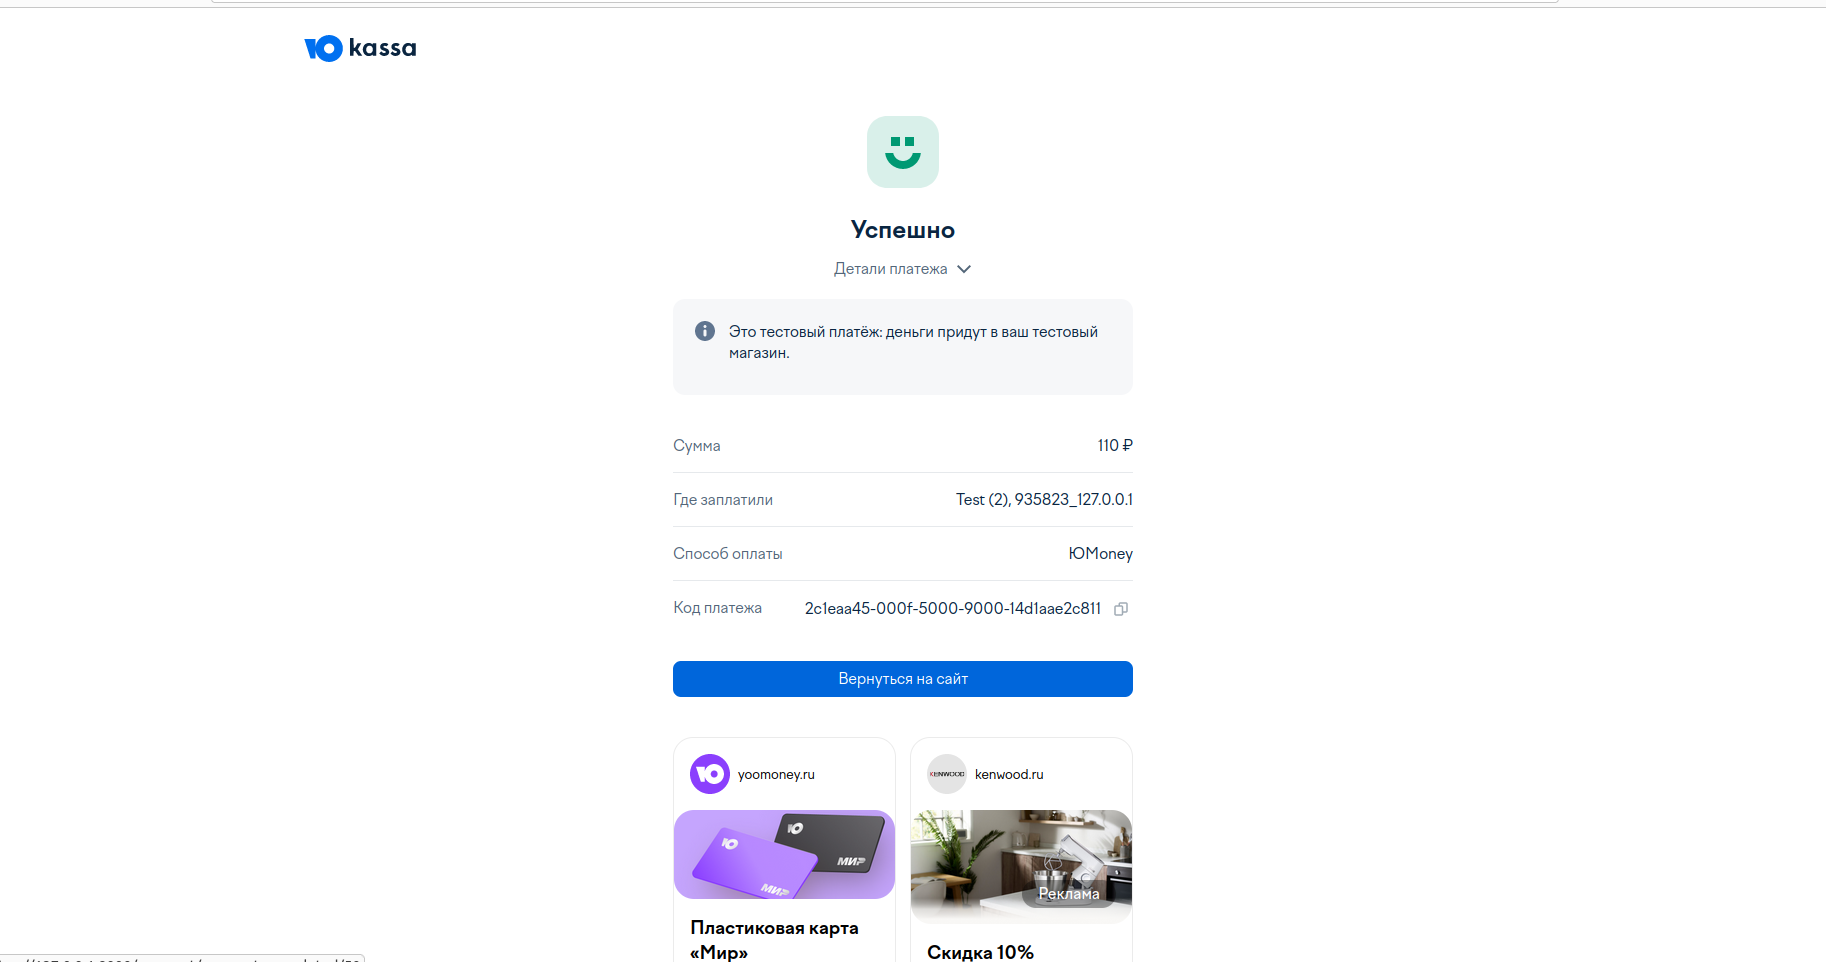 kassa
Успешно
Детали платежа
Это тестовый платёж: деньги придут в ваш тестовый
магазин.
Сумма 110 ₽
Где заплатили Test (2), 935823_127.0.0.1
Способ оплаты ЮMoney
Код платежа 2c1eaa45-000f-5000-9000-14d1aae2c811
Вернуться на сайт
yoomoney.ru
МИР
МИР
Пластиковая карта
«Мир»
KENWOOD kenwood.ru
Реклама
Скидка 10%